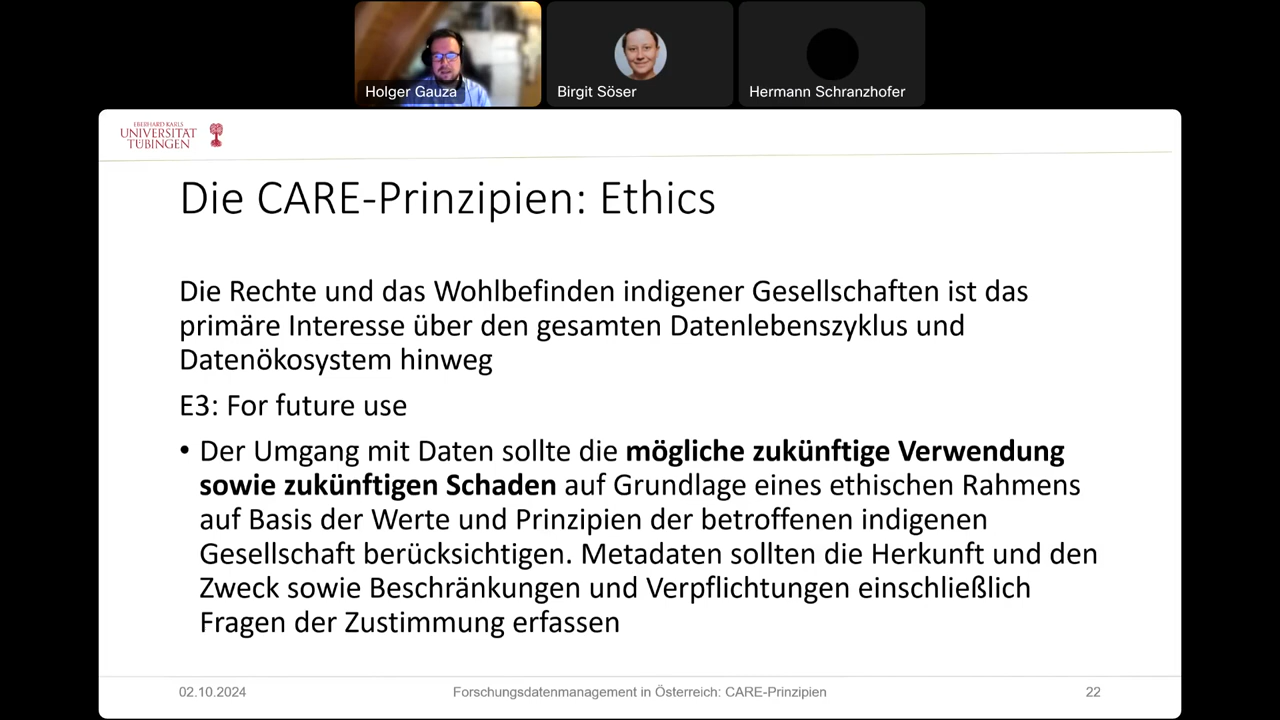 Holger Gauza
Birgit Söser
Hermann Schranzhofer
EBERHARD KARLS
UNIVERSITÄT
TÜBINGEN
Die CARE-Prinzipien: Ethics
Die Rechte und das Wohlbefinden indigener Gesellschaften ist das
primäre Interesse über den gesamten Datenlebenszyklus und
Datenökosystem hinweg
E3: For future use
• Der Umgang mit Daten sollte die mögliche zukünftige Verwendung
sowie zukünftigen Schaden auf Grundlage eines ethischen Rahmens
auf Basis der Werte und Prinzipien der betroffenen indigenen
Gesellschaft berücksichtigen. Metadaten sollten die Herkunft und den
Zweck sowie Beschränkungen und Verpflichtungen einschließlich
Fragen der Zustimmung erfassen
02.10.2024
Forschungsdatenmanagement in Österreich: CARE-Prinzipien
22